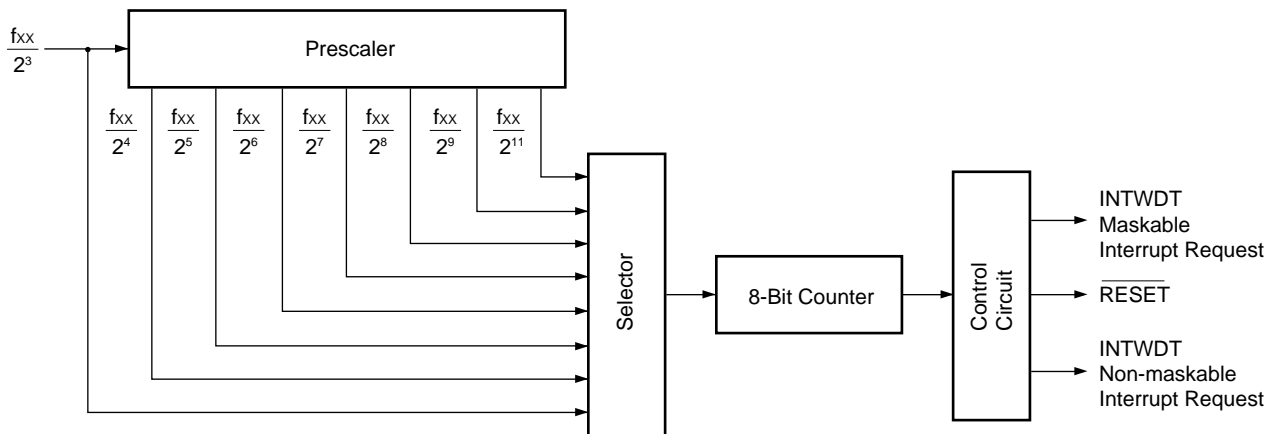 fXX
2³
Prescaler
fXX
2⁴
fXX
2⁵
fXX
2⁶
fXX
2⁷
fXX
2⁸
fXX
2⁹
fXX
2¹¹
Selector
8-Bit Counter
Control
Circuit
INTWDT
Maskable
Interrupt Request
RESET
INTWDT
Non-maskable
Interrupt Request